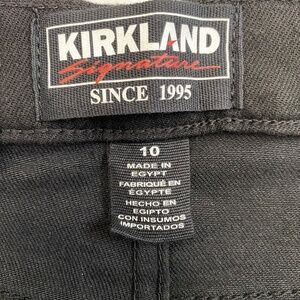 KIRKLAND
Signature
SINCE 1995
10
MADE IN
EGYPT
FABRIQUÉ EN
ÉGYPTE
HECHO EN
EGIPTO
CON INSUMOS
IMPORTADOS